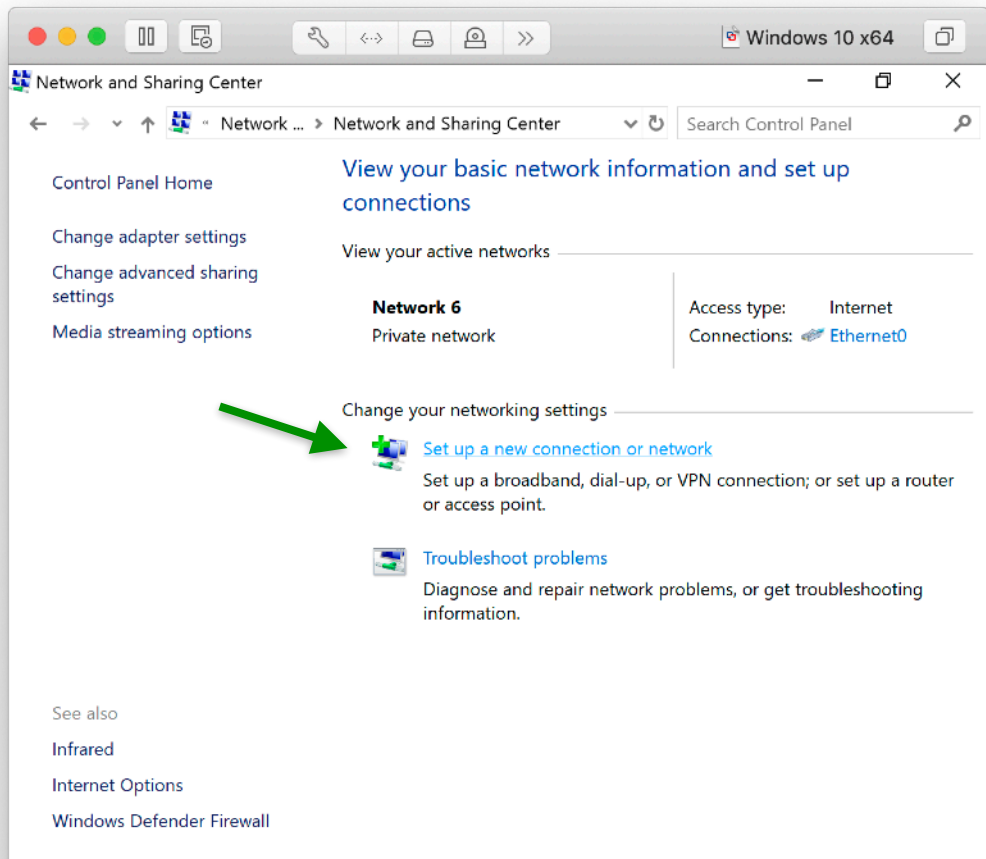 Windows 10 x64
Network and Sharing Center
« Network ... > Network and Sharing Center
Search Control Panel
Control Panel Home
Change adapter settings
Change advanced sharing
settings
Media streaming options
View your basic network information and set up
connections
View your active networks
Network 6
Private network
Access type: Internet
Connections: Ethernet0
Change your networking settings
Set up a new connection or network
Set up a broadband, dial-up, or VPN connection; or set up a router
or access point.
Troubleshoot problems
Diagnose and repair network problems, or get troubleshooting
information.
See also
Infrared
Internet Options
Windows Defender Firewall